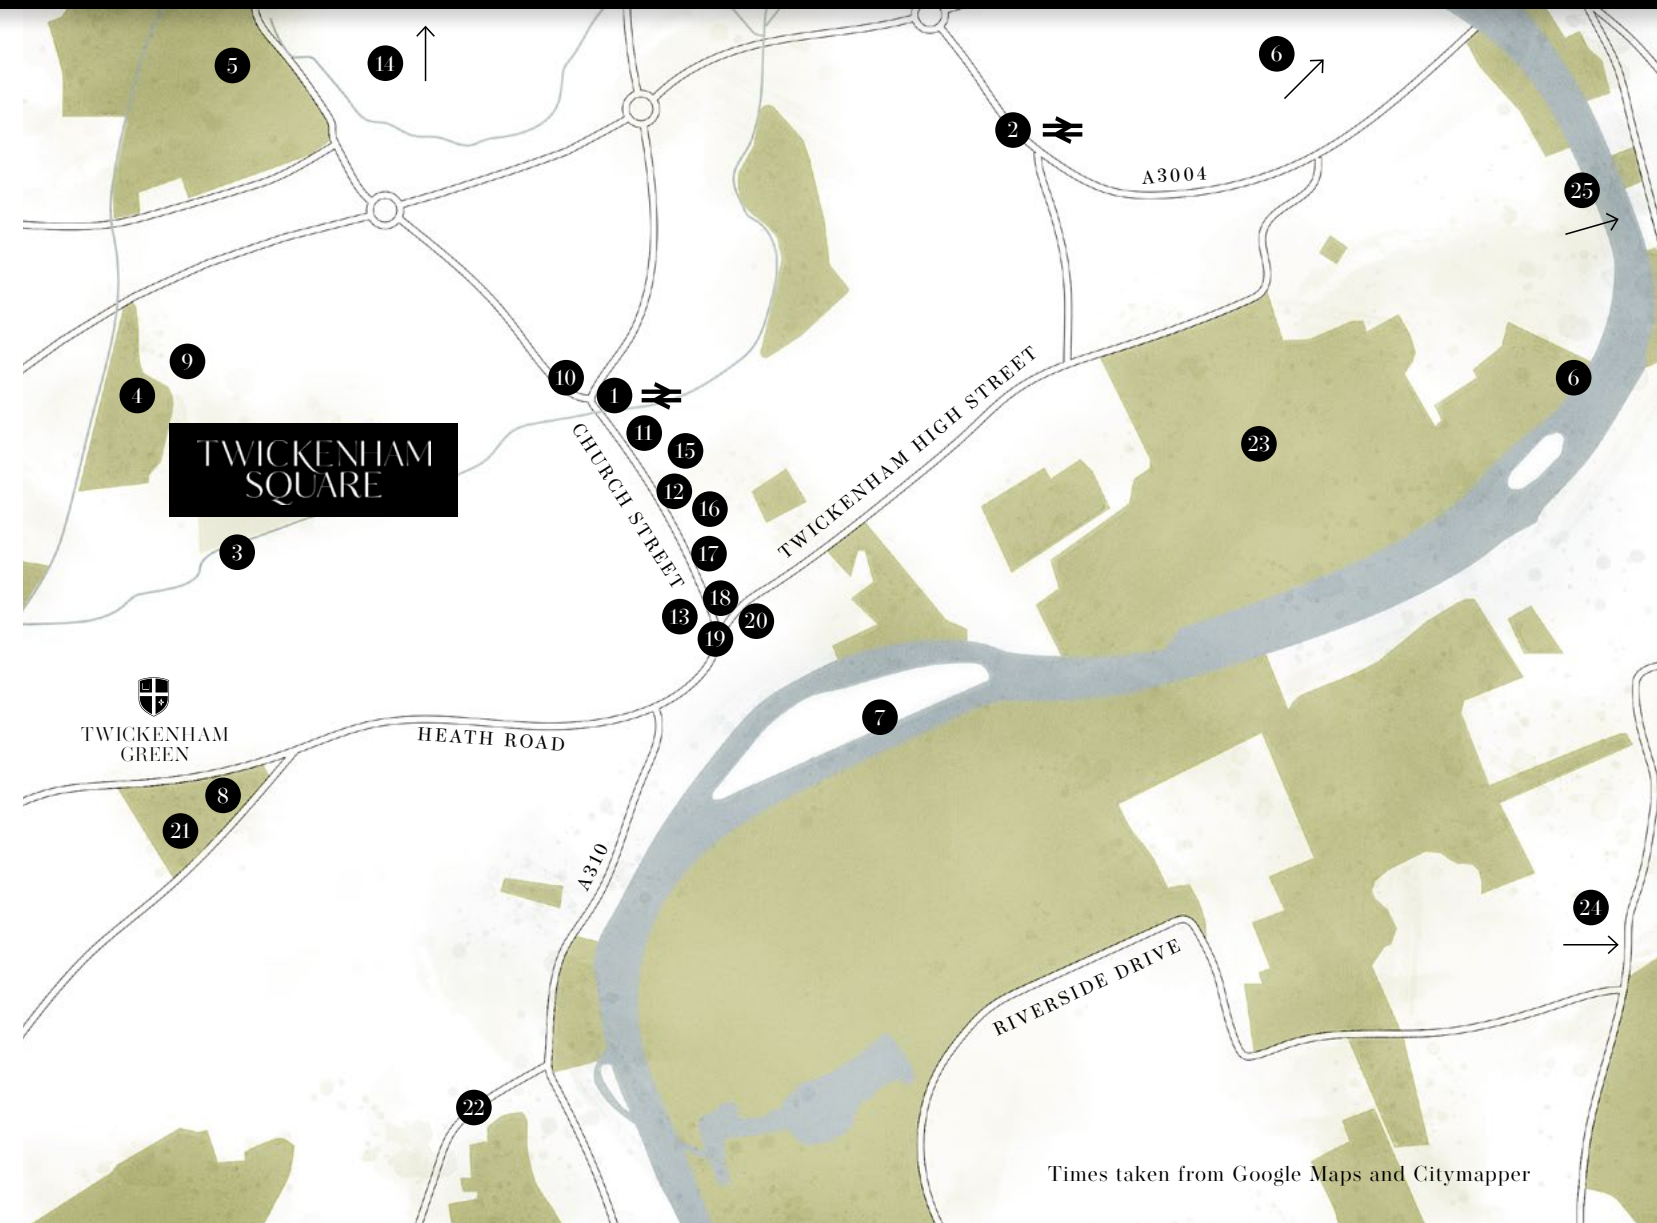 5
14
6
2
A3004
25
10
1
9
4
TWICKENHAM
SQUARE
3
11
15
12
16
17
CHURCH STREET
TWICKENHAM HIGH STREET
6
23
18
13
20
19
7
TWICKENHAM
GREEN
HEATH ROAD
8
21
A310
24
RIVERSIDE DRIVE
22
Times taken from Google Maps and Citymapper